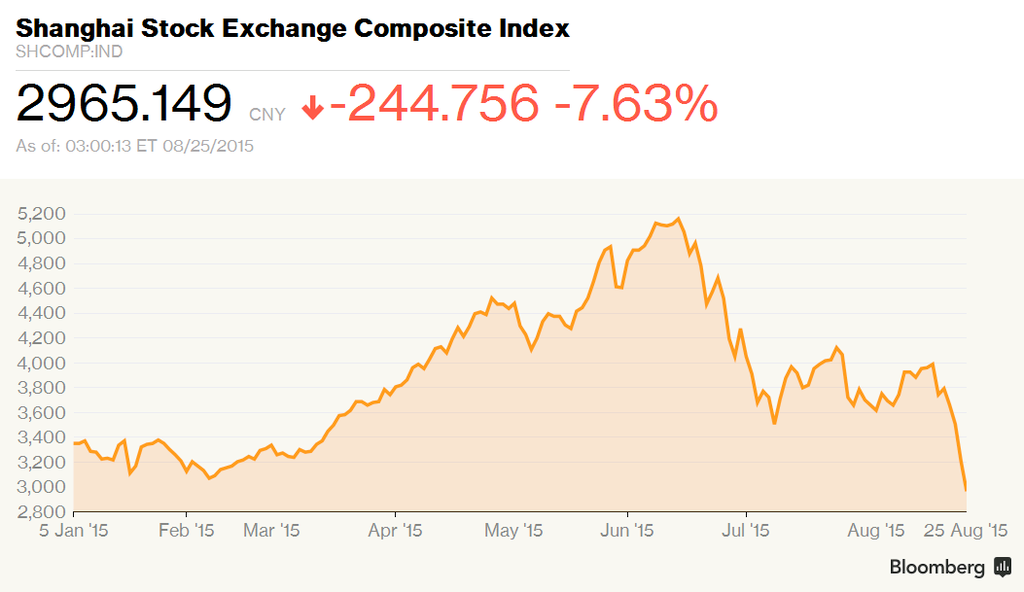 Shanghai Stock Exchange Composite Index
SHCOMP:IND
2965.149 CNY -244.756 -7.63%
As of: 03:00:13 ET 08/25/2015
5,200
5,000
4,800
4,600
4,400
4,200
4,000
3,800
3,600
3,400
3,200
3,000
2,800
5 Jan '15 Feb '15 Mar '15 Apr '15 May '15 Jun '15 Jul '15 Aug '15 25 Aug '15
Bloomberg